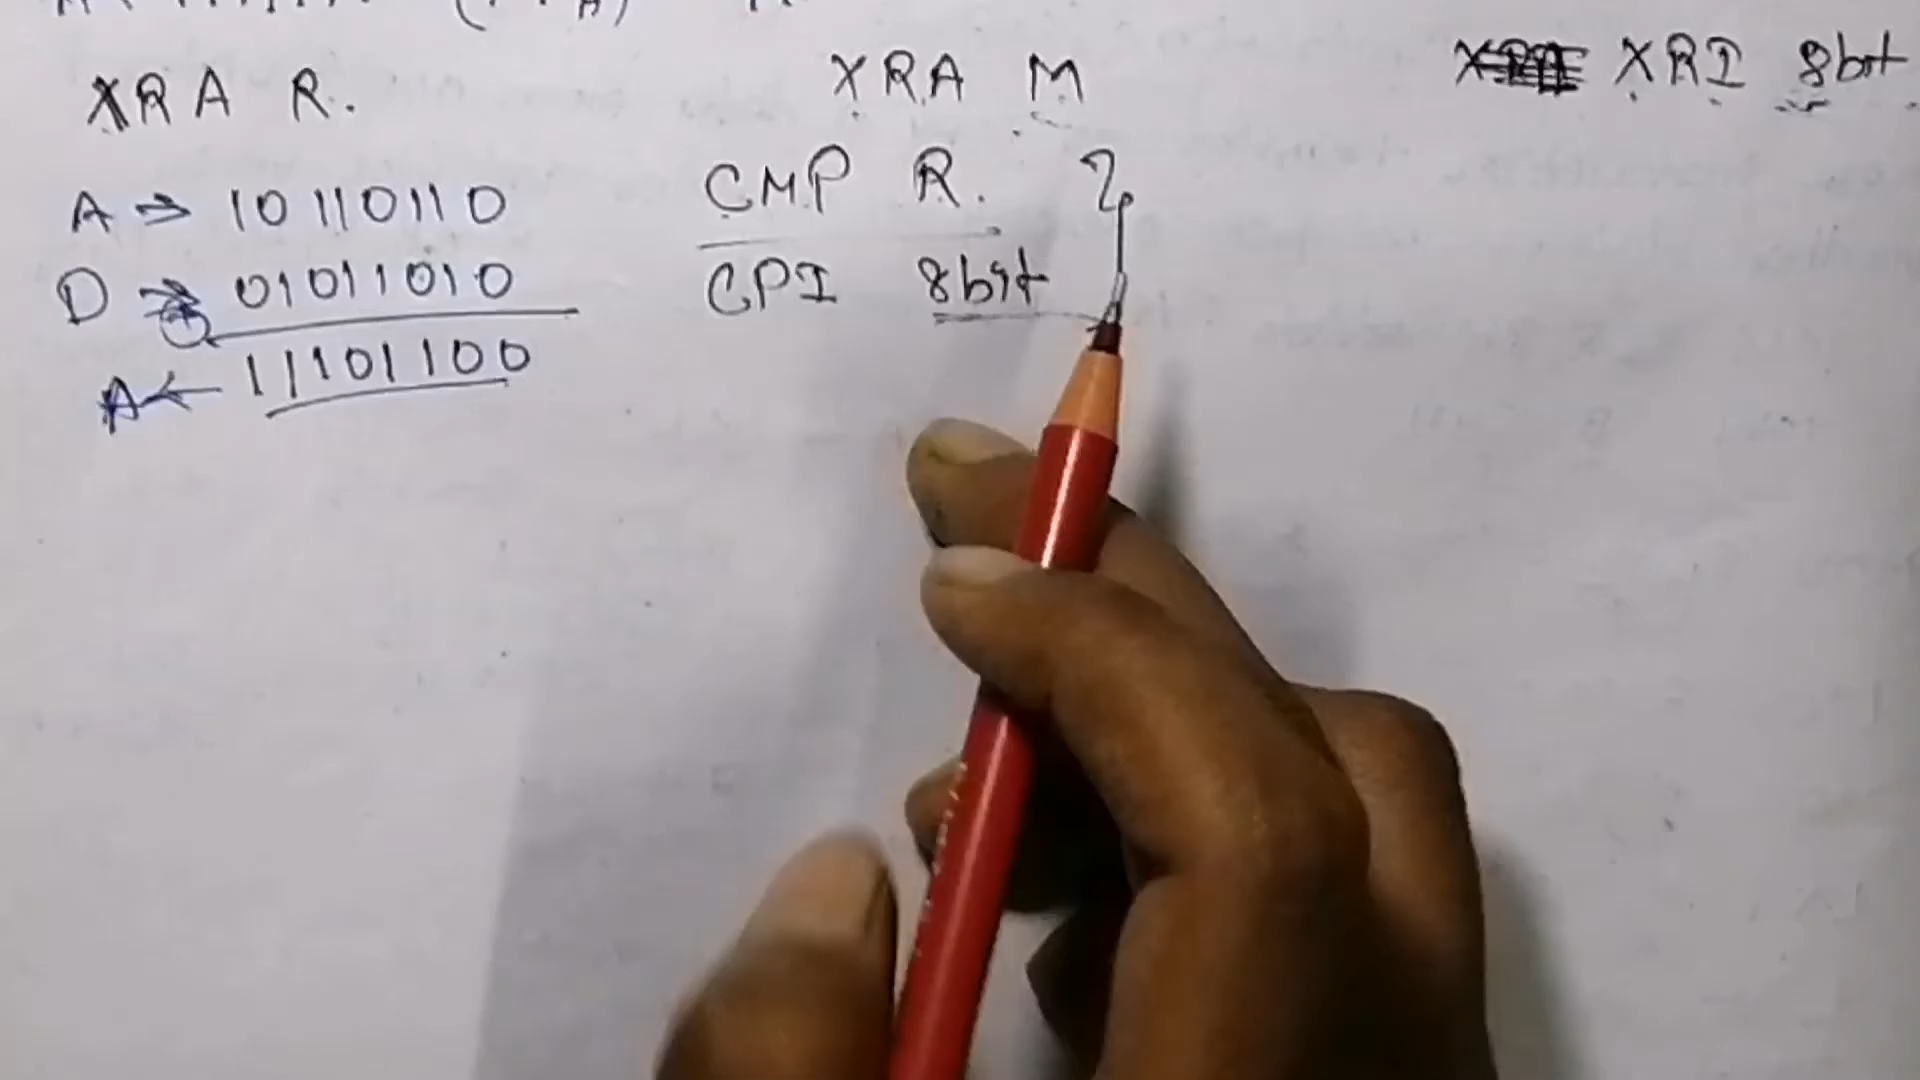 XRA R.
XRA M
XRI 8bit
A → 10110110
D → 01011010
A ← 11101100
CMP R.
CPI 8bit